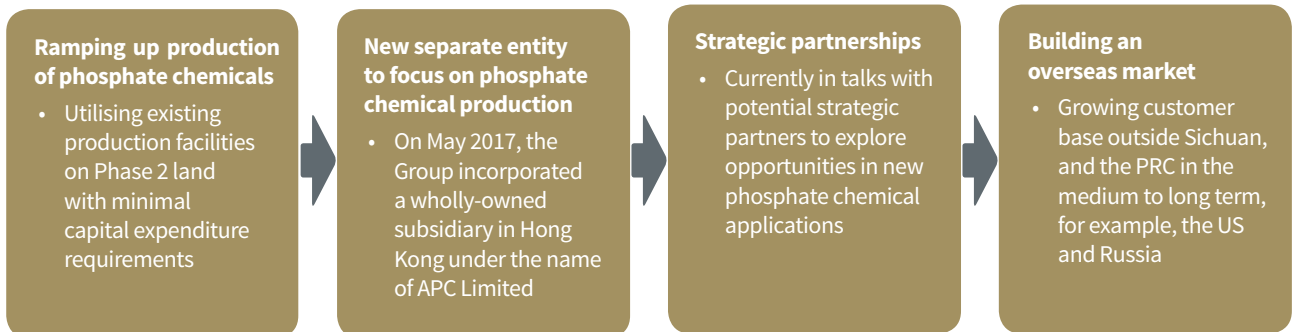 Ramping up production
of phosphate chemicals
• Utilising existing
production facilities
on Phase 2 land
with minimal
capital expenditure
requirements
New separate entity
to focus on phosphate
chemical production
• On May 2017, the
Group incorporated
a wholly-owned
subsidiary in Hong
Kong under the name
of APC Limited
Strategic partnerships
• Currently in talks with
potential strategic
partners to explore
opportunities in new
phosphate chemical
applications
Building an
overseas market
• Growing customer
base outside Sichuan,
and the PRC in the
medium to long term,
for example, the US
and Russia